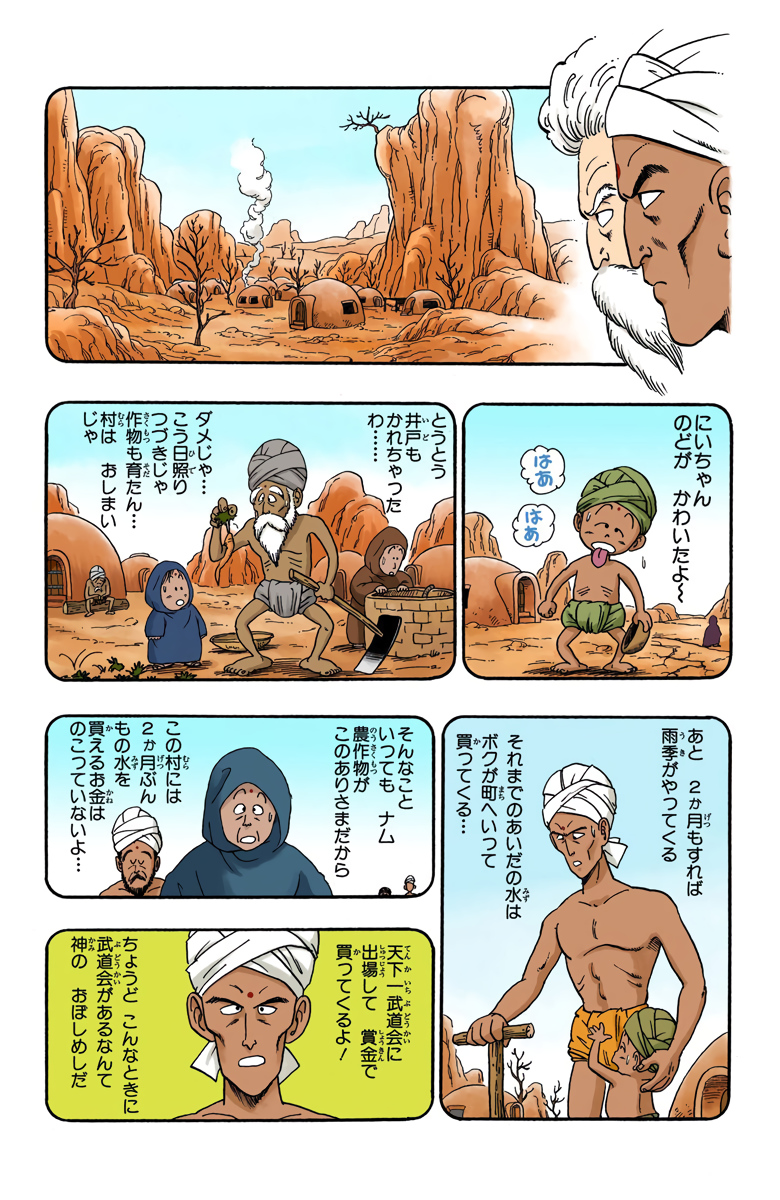 にいちゃん
のどが　かわいたよ〜
はあ
はあ
とうとう
井戸も
かれちゃった
わ……
ダメじゃ…
こう日照り
つづきじゃ
作物も育たん…
村は　おしまい
じゃ
あと　2か月もすれば
雨季がやってくる
それまでのあいだの水は
ボクが町へいって
買ってくる…
そんなこと
いっても　ナム
農作物が
このありさまだから
この村には
2か月ぶん
もの水を
買えるお金は
のこっていないよ…
天下一武道会に
出場して　賞金で
買ってくるよ！
ちょうど　こんなときに
武道会があるなんて
神の　おぼしめしだ